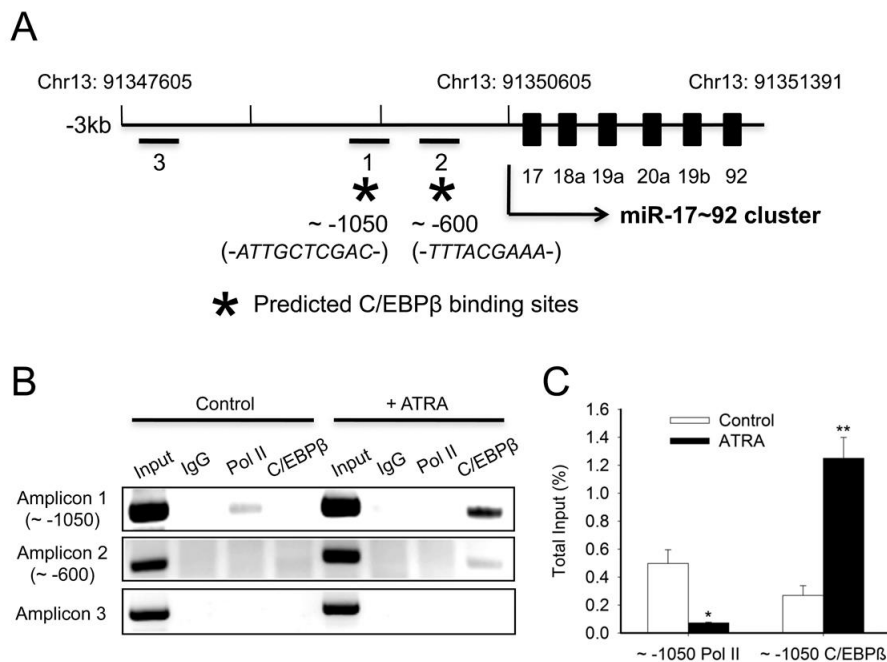 A
Chr13: 91347605 Chr13: 91350605 Chr13: 91351391
-3kb
3 1 2 17 18a 19a 20a 19b 92
* *
~ -1050 ~ -600 miR-17~92 cluster
(-ATTGCTCGAC-) (-TTTACGAAA-)
* Predicted C/EBPβ binding sites
B
Control + ATRA
Input IgG Pol II C/EBPβ Input IgG Pol II C/EBPβ
Amplicon 1
(~ -1050)
Amplicon 2
(~ -600)
Amplicon 3
C
Total Input (%)
1.6
1.4
1.2
1.0
0.8
0.6
0.4
0.2
0.0
Control
ATRA
*
**
~ -1050 Pol II ~ -1050 C/EBPβ